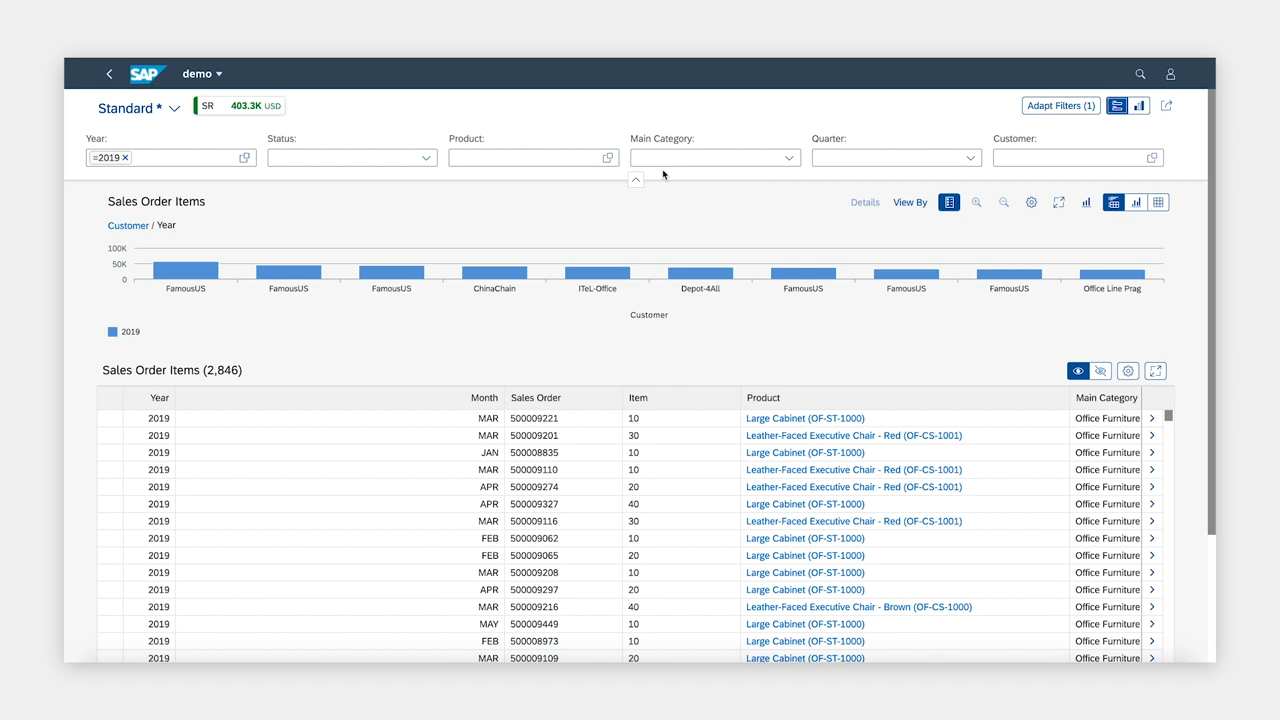 SAP demo
Standard * SR 403.3K USD Adapt Filters (1)
Year: Status: Product: Main Category: Quarter: Customer:
=2019
Sales Order Items Details View By
Customer / Year
100K
50K
0
FamousUS FamousUS FamousUS ChinaChain ITeL-Office Depot-4All FamousUS FamousUS FamousUS Office Line Prag
Customer
2019
Sales Order Items (2,846)
Year Month Sales Order Item Product Main Category
2019 MAR 500009221 10 Large Cabinet (OF-ST-1000) Office Furniture
2019 MAR 500009201 30 Leather-Faced Executive Chair - Red (OF-CS-1001) Office Furniture
2019 JAN 500008835 10 Large Cabinet (OF-ST-1000) Office Furniture
2019 MAR 500009110 10 Leather-Faced Executive Chair - Red (OF-CS-1001) Office Furniture
2019 APR 500009274 20 Leather-Faced Executive Chair - Red (OF-CS-1001) Office Furniture
2019 APR 500009327 40 Large Cabinet (OF-ST-1000) Office Furniture
2019 MAR 500009116 30 Leather-Faced Executive Chair - Red (OF-CS-1001) Office Furniture
2019 FEB 500009062 10 Large Cabinet (OF-ST-1000) Office Furniture
2019 FEB 500009065 20 Large Cabinet (OF-ST-1000) Office Furniture
2019 MAR 500009208 10 Large Cabinet (OF-ST-1000) Office Furniture
2019 APR 500009297 20 Large Cabinet (OF-ST-1000) Office Furniture
2019 MAR 500009216 40 Leather-Faced Executive Chair - Brown (OF-CS-1000) Office Furniture
2019 MAY 500009449 10 Large Cabinet (OF-ST-1000) Office Furniture
2019 FEB 500008973 10 Large Cabinet (OF-ST-1000) Office Furniture
2019 MAR 500009109 20 Large Cabinet (OF-ST-1000) Office Furniture